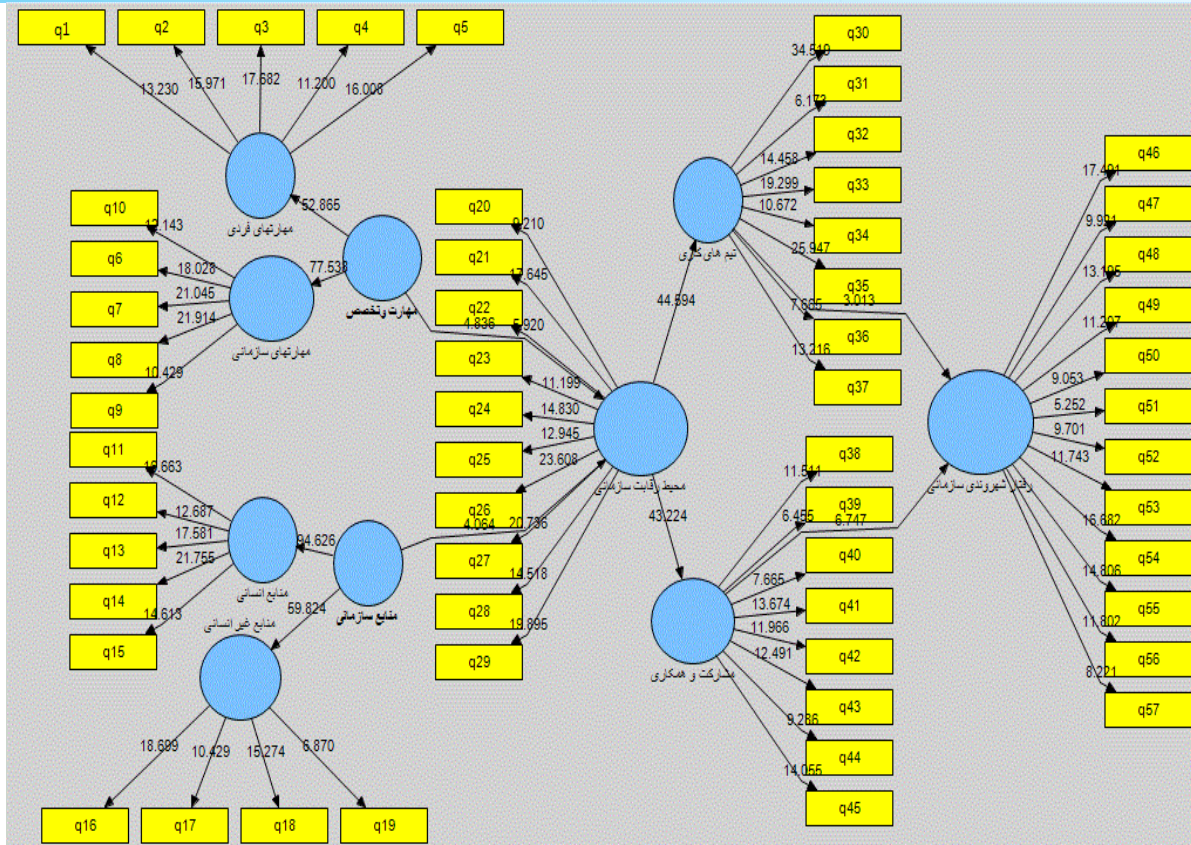 q1
q2
q3
q4
q5
13.230
15.971
17.682
11.200
16.008
مهارتهای فردی
52.865
q10
q6
q7
q8
q9
12.143
18.028
21.045
21.914
10.429
مهارتهای سازمانی
77.538
مهارت وتخصص
4.836
q11
q12
q13
q14
q15
12.687
17.581
21.755
14.613
منابع انسانی
94.626
منابع سازمانی
4.064
59.824
منابع غیر انسانی
18.699
10.429
15.274
6.870
q16
q17
q18
q19
q20
q21
q22
q23
q24
q25
q26
q27
q28
q29
9.210
17.645
5.920
11.199
14.830
12.945
23.608
20.736
14.518
19.895
محیط رقابت سازمانی
44.594
43.224
تیم های کاری
q30
q31
q32
q33
q34
q35
q36
q37
34.519
6.173
14.458
19.299
10.672
25.947
7.665
13.216
3.013
مشارکت و همکاری
q38
q39
q40
q41
q42
q43
q44
q45
11.511
6.455
7.665
13.674
11.966
12.491
9.286
14.055
6.747
رفتار شهروندی سازمانی
q46
q47
q48
q49
q50
q51
q52
q53
q54
q55
q56
q57
17.491
9.921
13.195
11.297
9.053
5.252
9.701
11.743
16.682
14.806
11.802
8.221